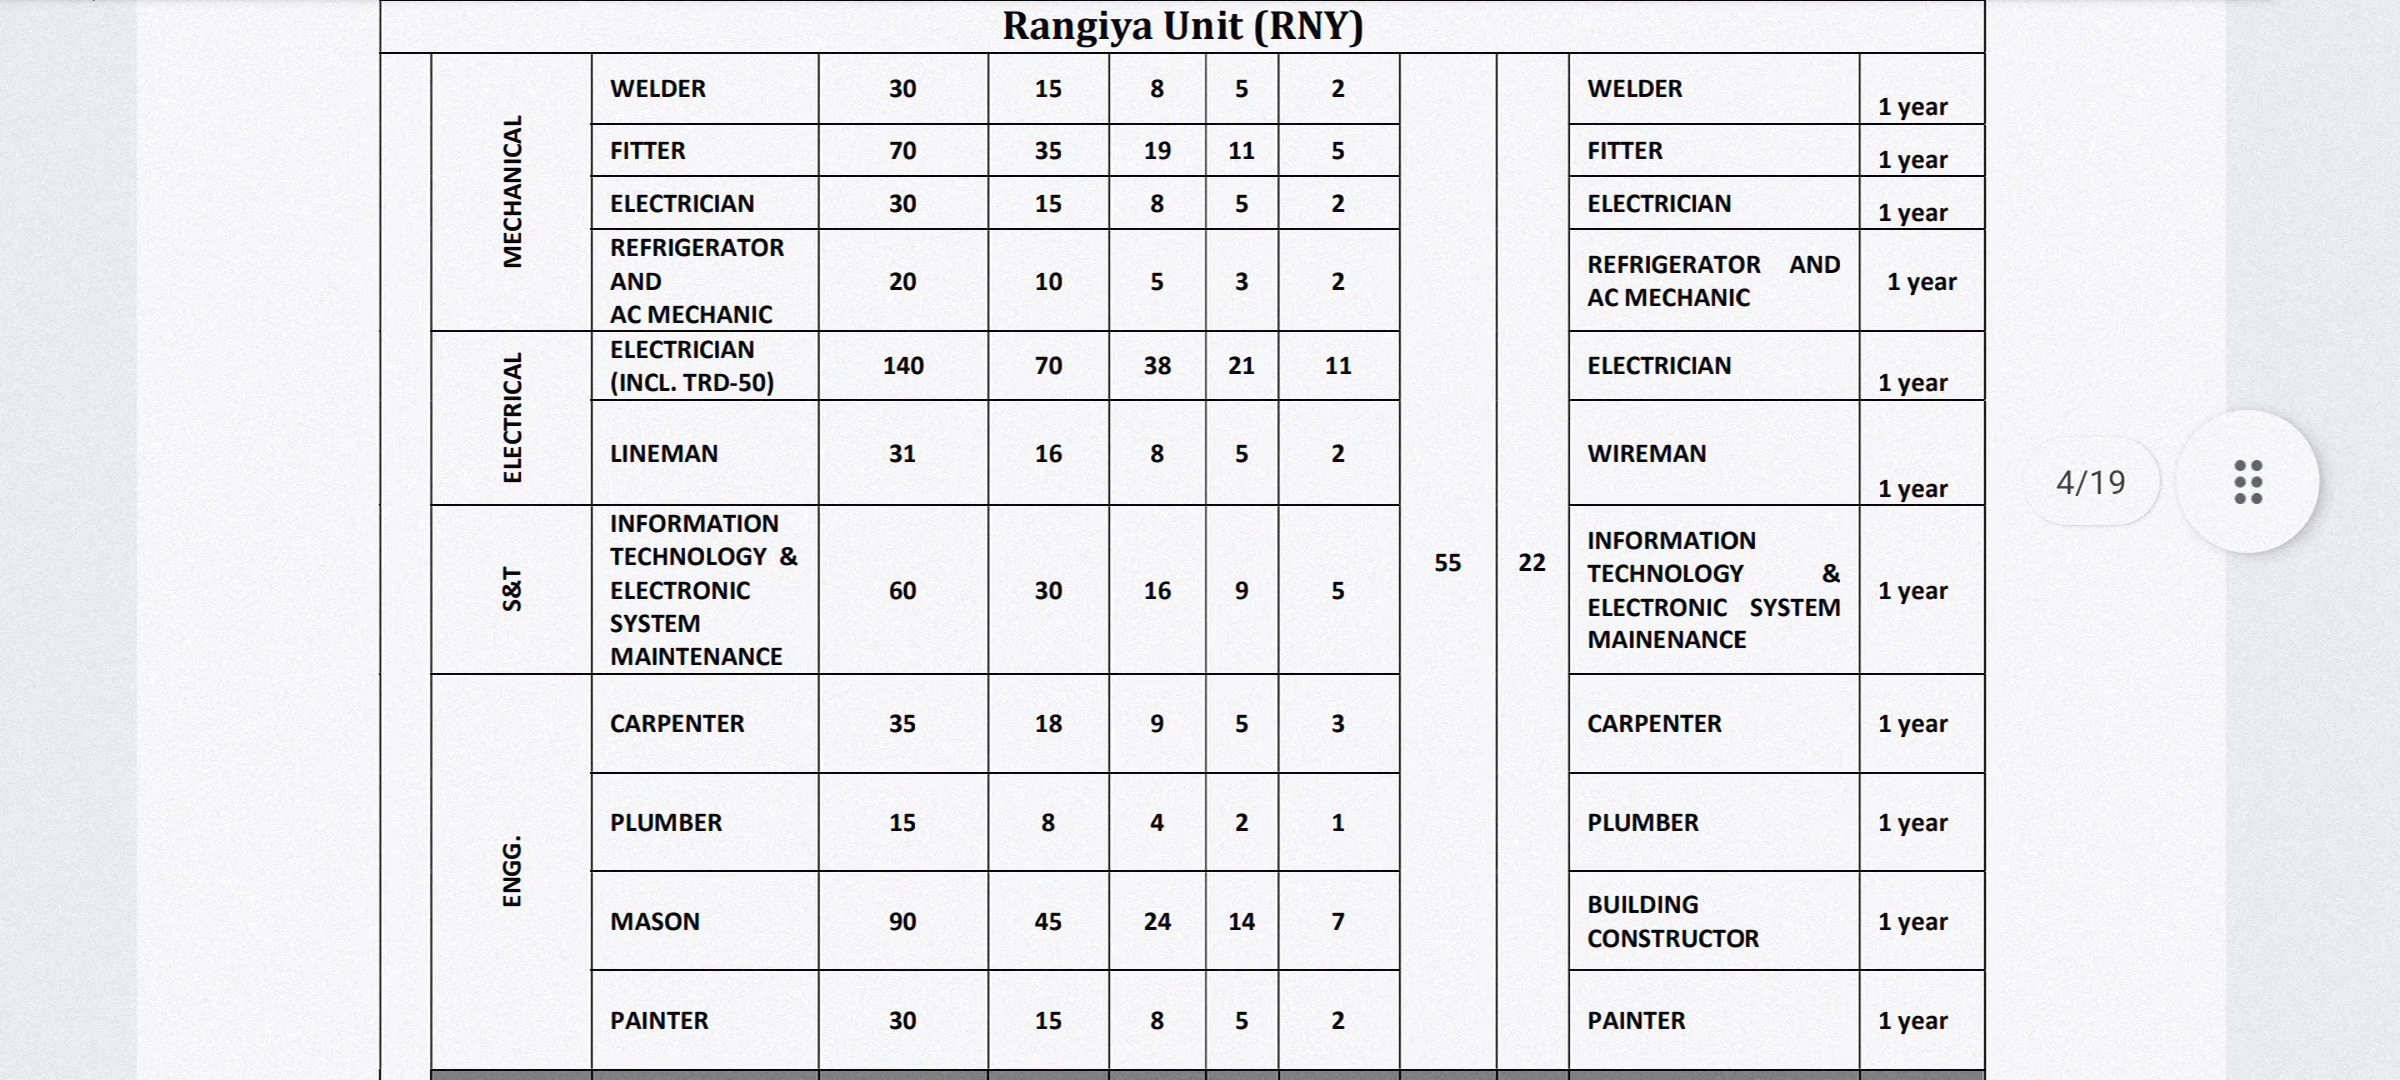 Rangiya Unit (RNY)
MECHANICAL
WELDER 30 15 8 5 2 WELDER 1 year
FITTER 70 35 19 11 5 FITTER 1 year
ELECTRICIAN 30 15 8 5 2 ELECTRICIAN 1 year
REFRIGERATOR
AND
AC MECHANIC
20 10 5 3 2
REFRIGERATOR AND
AC MECHANIC
1 year
ELECTRICAL
ELECTRICIAN
(INCL. TRD-50)
140 70 38 21 11 ELECTRICIAN 1 year
LINEMAN 31 16 8 5 2 WIREMAN 1 year
S&T
INFORMATION
TECHNOLOGY &
ELECTRONIC
SYSTEM
MAINTENANCE
60 30 16 9 5
55 22
INFORMATION
TECHNOLOGY &
ELECTRONIC SYSTEM
MAINENANCE
1 year
ENGG.
CARPENTER 35 18 9 5 3 CARPENTER 1 year
PLUMBER 15 8 4 2 1 PLUMBER 1 year
MASON 90 45 24 14 7
BUILDING
CONSTRUCTOR
1 year
PAINTER 30 15 8 5 2 PAINTER 1 year
4/19